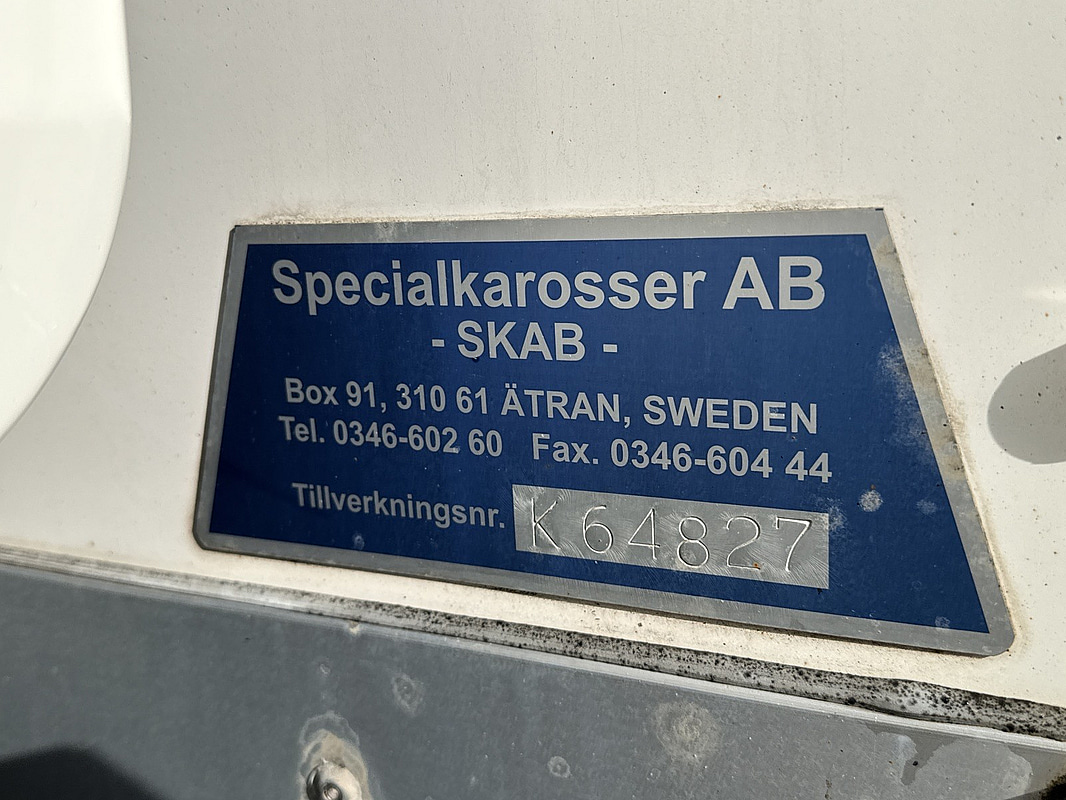 Specialkarosser AB
- SKAB -
Box 91, 310 61 ÄTRAN, SWEDEN
Tel. 0346-602 60 Fax. 0346-604 44
Tillverkningsnr. K64827